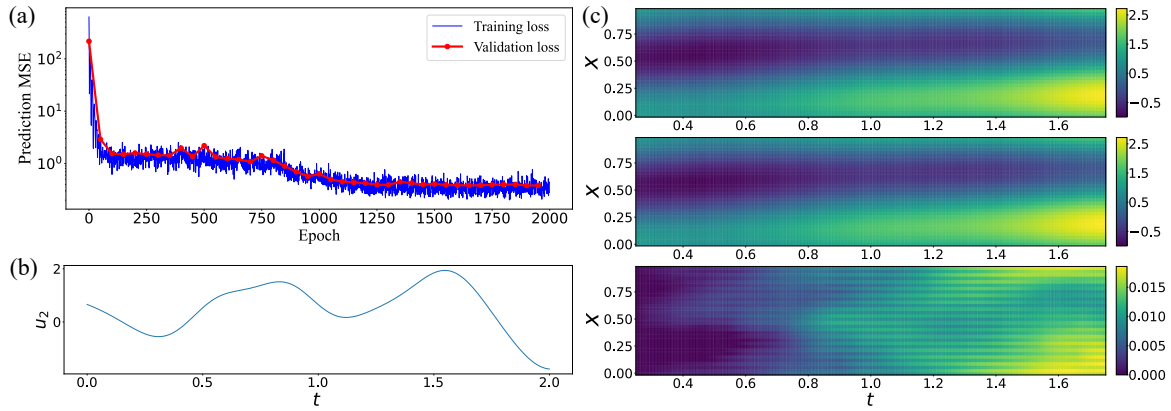 (a)
Prediction MSE
10²
10¹
10⁰
Training loss
Validation loss
0 250 500 750 1000 1250 1500 1750 2000
Epoch
(b)
u₂
2
0
0.0 0.5 1.0 1.5 2.0
t
(c)
X
0.75
0.50
0.25
0.00
0.4 0.6 0.8 1.0 1.2 1.4 1.6
2.5
1.5
0.5
−0.5
X
0.75
0.50
0.25
0.00
0.4 0.6 0.8 1.0 1.2 1.4 1.6
2.5
1.5
0.5
−0.5
X
0.75
0.50
0.25
0.00
0.4 0.6 0.8 1.0 1.2 1.4 1.6
t
0.015
0.010
0.005
0.000